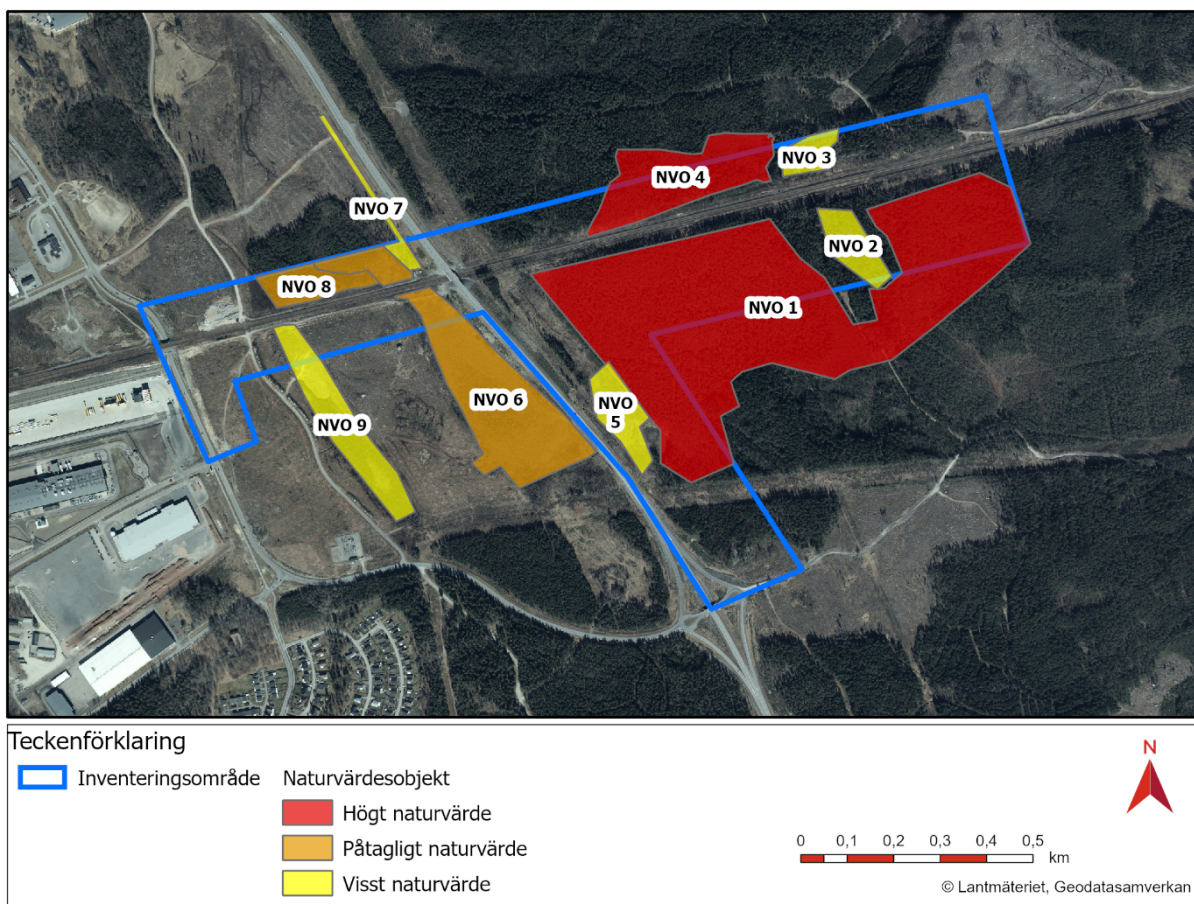 NVO 3
NVO 4
NVO 7
NVO 2
NVO 8
NVO 1
NVO 6
NVO
5
NVO 9
Teckenförklaring
Inventeringsområde
Naturvärdesobjekt
Högt naturvärde
Påtagligt naturvärde
Visst naturvärde
N
0 0,1 0,2 0,3 0,4 0,5
km
© Lantmäteriet, Geodatasamverkan